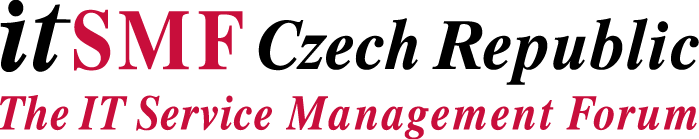 itSMF Czech Republic
The IT Service Management Forum